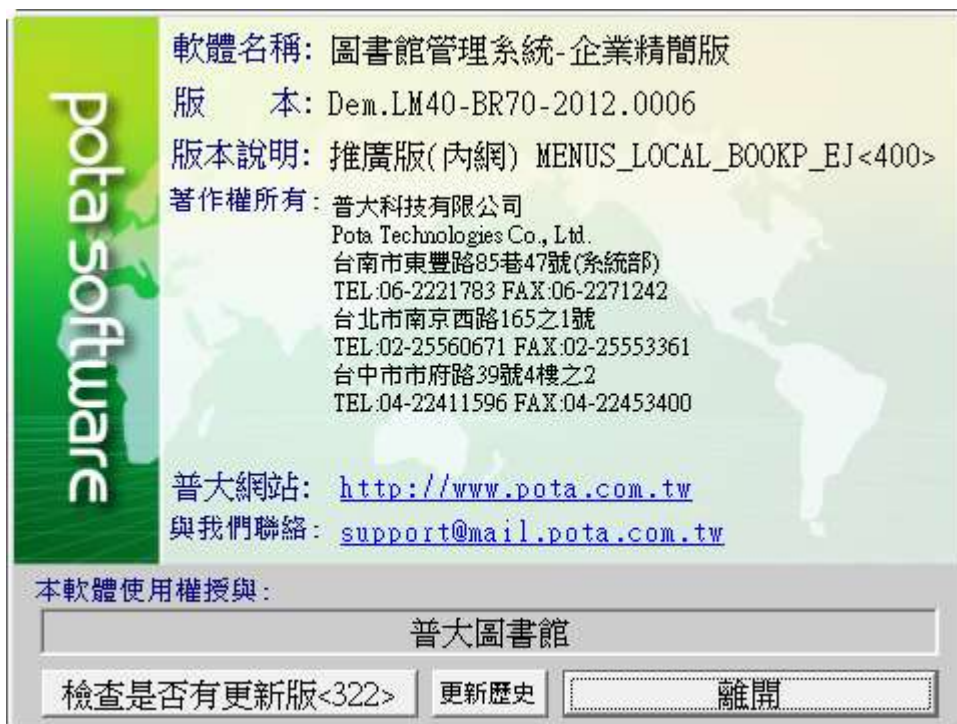 pota software
軟體名稱: 圖書館管理系統-企業精簡版
版 本: Dem.LM40-BR70-2012.0006
版本說明: 推廣版(內網) MENUS_LOCAL_BOOKP_EJ<400>
著作權所有: 普大科技有限公司
Pota Technologies Co., Ltd.
台南市東豐路85巷47號(系統部)
TEL:06-2221783 FAX:06-2271242
台北市南京西路165之1號
TEL:02-25560671 FAX:02-25553361
台中市市府路39號4樓之2
TEL:04-22411596 FAX:04-22453400
普大網站: http://www.pota.com.tw
與我們聯絡: support@mail.pota.com.tw
本軟體使用權授與:
普大圖書館
檢查是否有更新版<322> 更新歷史 離開